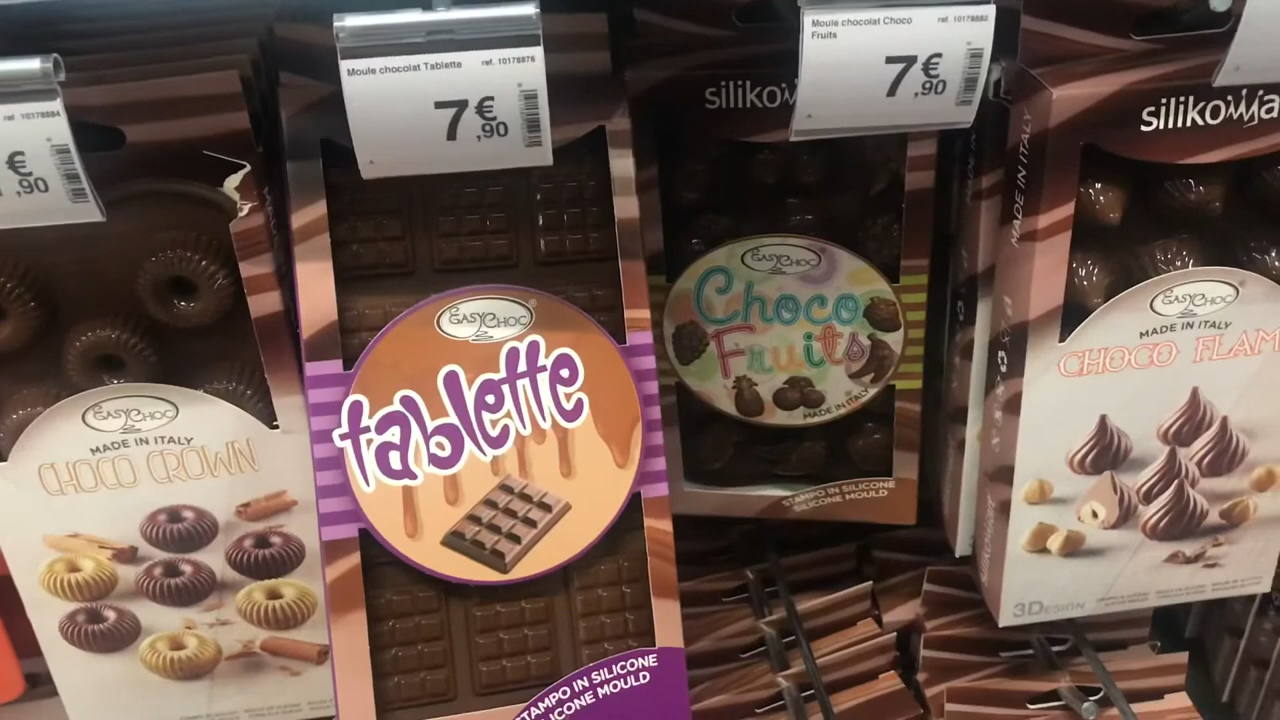 ref 10178884
€
,90
EASYCHOC
MADE IN ITALY
CHOCO CROWN
Moule chocolat Tablette ref. 10178876
7€
,90
EASYCHOC®
tablette
STAMPO IN SILICONE
SILICONE MOULD
Moule chocolat Choco ref. 10178882
Fruits
7€
,90
silikom
EASYCHOC
Choco
Fruits
MADE IN ITALY
STAMPO IN SILICONE
SILICONE MOULD
MADE IN ITALY
silikomart
silikoma
EASYCHOC
MADE IN ITALY
CHOCO FLAM
3DESIGN